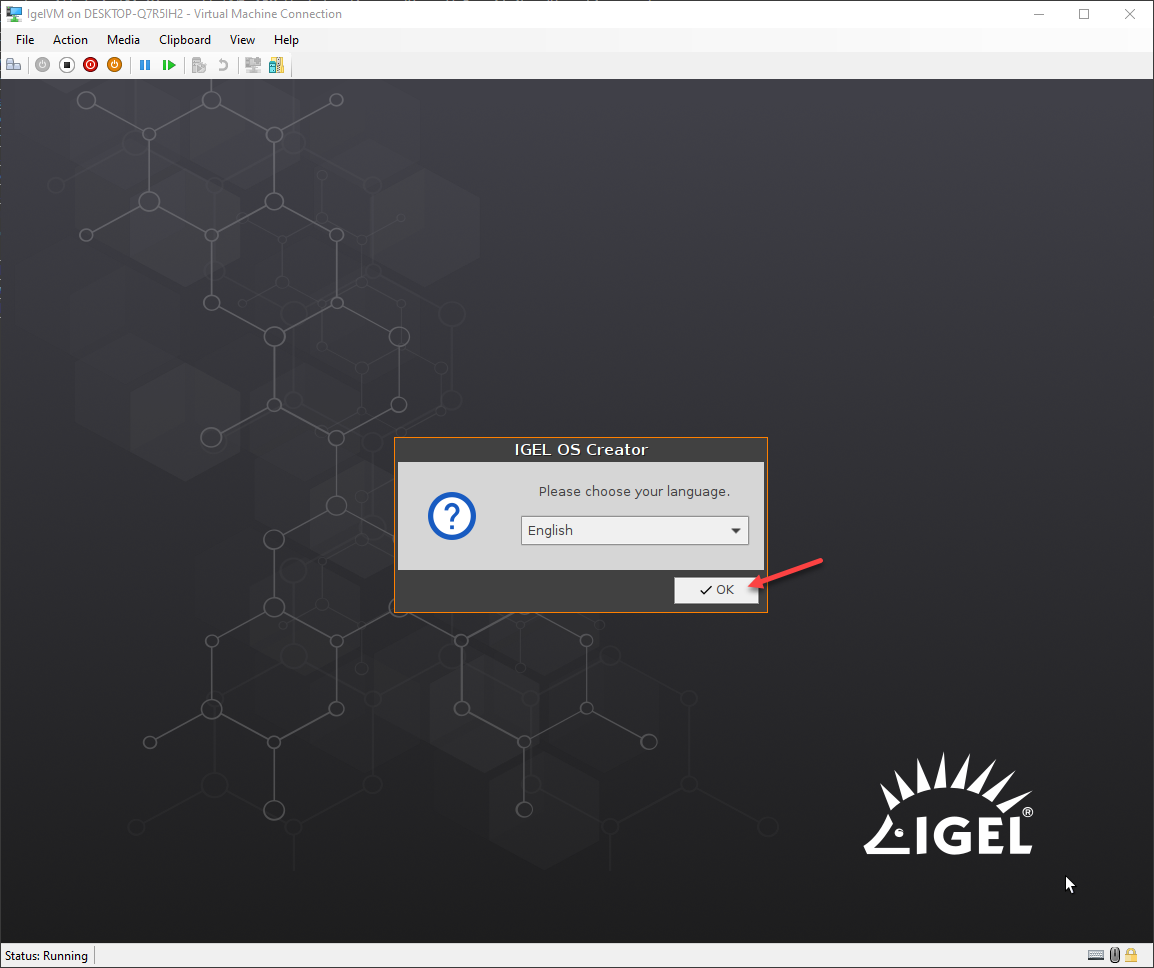 IgelVM on DESKTOP-Q7R5IH2 - Virtual Machine Connection
File Action Media Clipboard View Help
IGEL OS Creator
Please choose your language.
?
English
OK
IGEL®
Status: Running